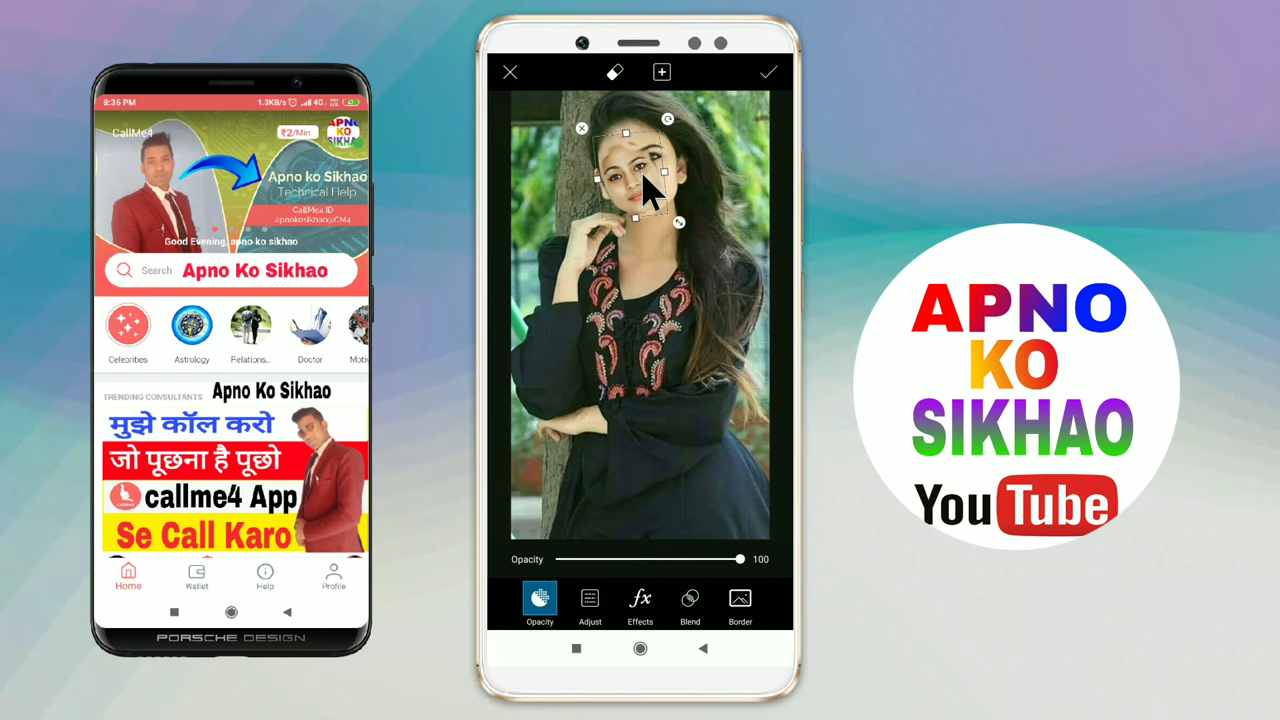 8:36 PM
1.3KB/s
4G
CallMe4
₹2/Min
APNO
KO
SIKHAO
Apno ko Sikhao
Technical Help
CallMe4 ID
apnokosikhao@CM4
Good Evening, apno ko sikhao
Search Apno Ko Sikhao
Celebrities Astrology Relations... Doctor Moti
TRENDING CONSULTANTS Apno Ko Sikhao
मुझे कॉल करो
जो पूछना है पूछो
callme4 App
Se Call Karo
Home Wallet Help Profile
PORSCHE DESIGN
Opacity 100
Opacity Adjust fx Effects Blend Border
APNO
KO
SIKHAO
YouTube